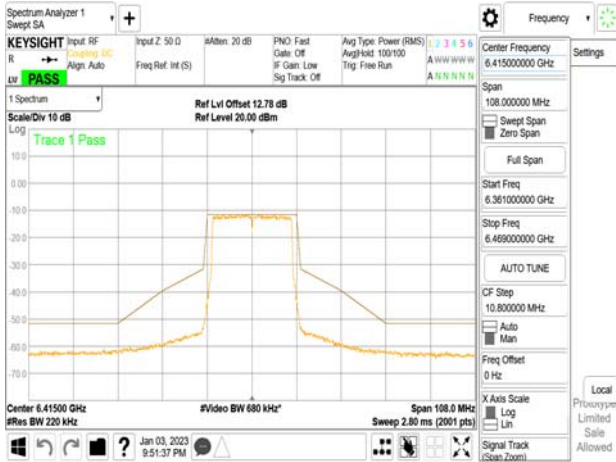 Spectrum Analyzer 1
Swept SA
+
Frequency
KEYSIGHT
Input: RF
Coupling: DC
Align: Auto
Input Z: 50 Ω
Freq Ref: Int (S)
#Atten: 20 dB
PNO: Fast
Gate: Off
IF Gain: Low
Sig Track: Off
Avg Type: Power (RMS)
Avg|Hold: 100/100
Trig: Free Run
1 2 3 4 5 6
A W W W W W
A N N N N N
R
LVI PASS
1 Spectrum
Scale/Div 10 dB
Ref Lvl Offset 12.78 dB
Ref Level 20.00 dBm
Log
Trace 1 Pass
10.0
0.00
-10.0
-20.0
-30.0
-40.0
-50.0
-60.0
-70.0
Center 6.41500 GHz
#Res BW 220 kHz
#Video BW 680 kHz*
Span 108.0 MHz
Sweep 2.80 ms (2001 pts)
Jan 03, 2023
9:51:37 PM
?
Center Frequency
6.415000000 GHz
Settings
Span
108.000000 MHz
Swept Span
Zero Span
Full Span
Start Freq
6.361000000 GHz
Stop Freq
6.469000000 GHz
AUTO TUNE
CF Step
10.800000 MHz
Auto
Man
Freq Offset
0 Hz
X Axis Scale
Log
Lin
Signal Track
(Span Zoom)
Local
Prototype
Limited
Sale
Allowed